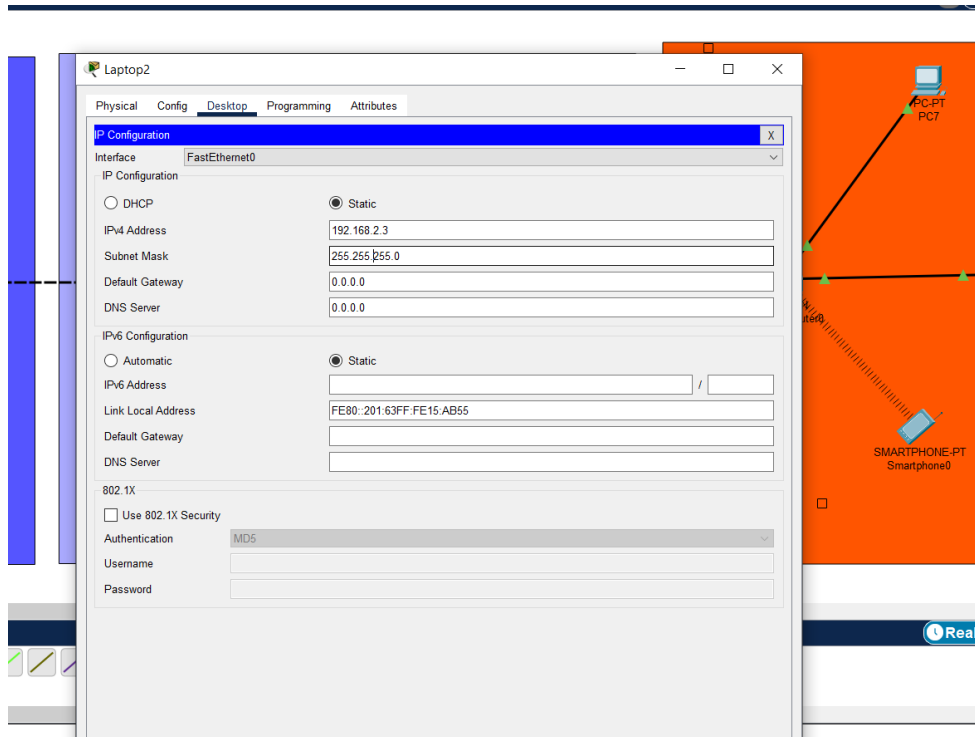 Laptop2
Physical Config Desktop Programming Attributes
IP Configuration X
Interface FastEthernet0
IP Configuration
DHCP Static
IPv4 Address 192.168.2.3
Subnet Mask 255.255.255.0
Default Gateway 0.0.0.0
DNS Server 0.0.0.0
IPv6 Configuration
Automatic Static
IPv6 Address /
Link Local Address FE80::201:63FF:FE15:AB55
Default Gateway
DNS Server
802.1X
Use 802.1X Security
Authentication MD5
Username
Password
PC-PT
PC7
SMARTPHONE-PT
Smartphone0
Real